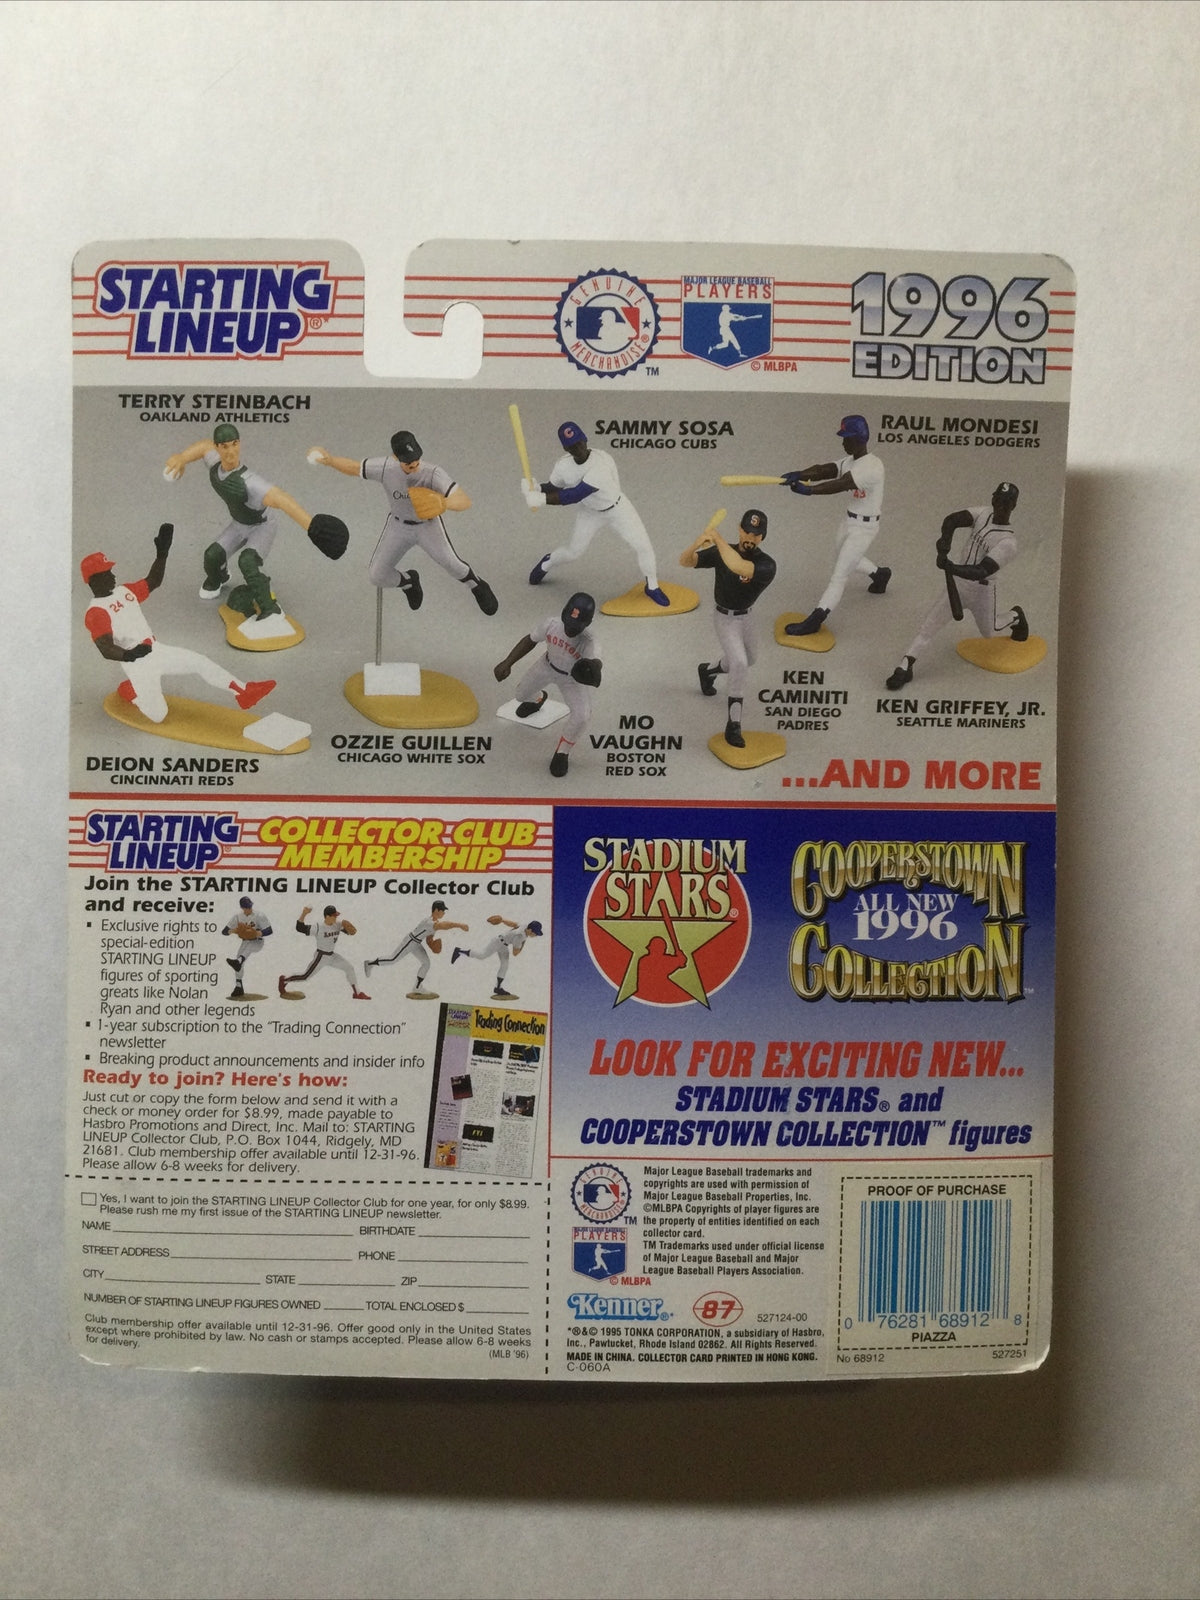 STARTING
LINEUP®*
GENUINE
MERCHANDISE®
TM
MAJOR LEAGUE BASEBALL
PLAYERS
© MLBPA
1996
EDITION
TERRY STEINBACH
OAKLAND ATHLETICS
SAMMY SOSA
CHICAGO CUBS
RAUL MONDESI
LOS ANGELES DODGERS
DEION SANDERS
CINCINNATI REDS
OZZIE GUILLEN
CHICAGO WHITE SOX
MO
VAUGHN
BOSTON
RED SOX
KEN
CAMINITI
SAN DIEGO
PADRES
KEN GRIFFEY, JR.
SEATTLE MARINERS
24 C
BOSTON
43
...AND MORE
STARTING
LINEUP®
COLLECTOR CLUB
MEMBERSHIP
Join the STARTING LINEUP Collector Club
and receive:
▪ Exclusive rights to
special-edition
STARTING LINEUP
figures of sporting
greats like Nolan
Ryan and other legends
▪ 1-year subscription to the "Trading Connection"
newsletter
▪ Breaking product announcements and insider info
Trading Connection
FYI
Ready to join? Here's how:
Just cut or copy the form below and send it with a
check or money order for $8.99, made payable to
Hasbro Promotions and Direct, Inc. Mail to: STARTING
LINEUP Collector Club, P.O. Box 1044, Ridgely, MD
21681. Club membership offer available until 12-31-96.
Please allow 6-8 weeks for delivery.
Yes, I want to join the STARTING LINEUP Collector Club for one year, for only $8.99.
Please rush me my first issue of the STARTING LINEUP newsletter.
NAME BIRTHDATE
STREET ADDRESS PHONE
CITY STATE ZIP
NUMBER OF STARTING LINEUP FIGURES OWNED TOTAL ENCLOSED $
Club membership offer available until 12-31-96. Offer good only in the United States
except where prohibited by law. No cash or stamps accepted. Please allow 6-8 weeks
for delivery.
(MLB '96)
STADIUM
STARS®
COOPERSTOWN
ALL NEW
1996
COLLECTION™
LOOK FOR EXCITING NEW...
STADIUM STARS® and
COOPERSTOWN COLLECTION™ figures
GENUINE
MERCHANDISE
TM
MAJOR LEAGUE BASEBALL
PLAYERS
© MLBPA
Major League Baseball trademarks and
copyrights are used with permission of
Major League Baseball Properties, Inc.
©MLBPA Copyrights of player figures are
the property of entities identified on each
collector card.
TM Trademarks used under official license
of Major League Baseball and Major
League Baseball Players Association.
Kenner®
87
527124-00
*®&© 1995 TONKA CORPORATION, a subsidiary of Hasbro,
Inc., Pawtucket, Rhode Island 02862. All Rights Reserved.
MADE IN CHINA. COLLECTOR CARD PRINTED IN HONG KONG.
C-060A
PROOF OF PURCHASE
0 76281 68912 8
PIAZZA
No 68912
527251